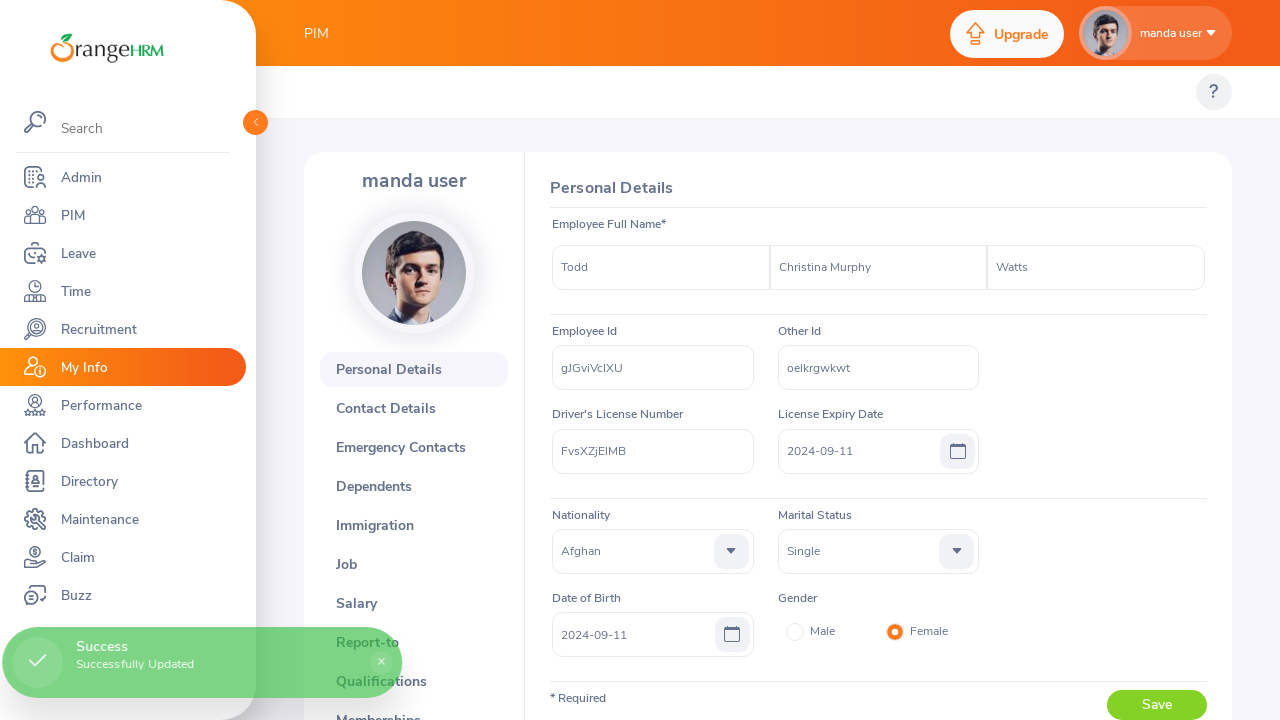 OrangeHRM
PIM
Upgrade
manda user
?
Search
Admin
PIM
Leave
Time
Recruitment
My Info
Performance
Dashboard
Directory
Maintenance
Claim
Buzz
manda user
Personal Details
Contact Details
Emergency Contacts
Dependents
Immigration
Job
Salary
Report-to
Qualifications
Memberships
Personal Details
Employee Full Name*
Todd Christina Murphy Watts
Employee Id Other Id
gJGviVcIXU oelkrgwkwt
Driver's License Number License Expiry Date
FvsXZjEIMB 2024-09-11
Nationality Marital Status
Afghan Single
Date of Birth Gender
2024-09-11 Male Female
* Required Save
Success
Successfully Updated